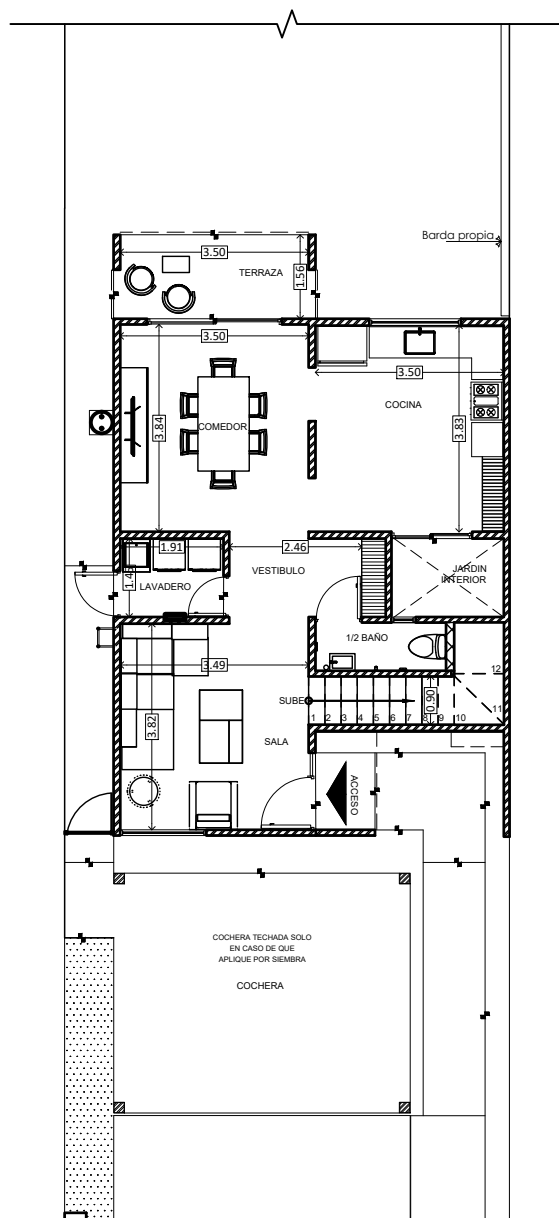 Barda propia
3.50
TERRAZA
1.56
3.50
3.50
COCINA
COMEDOR
3.84
3.83
1.91
2.46
VESTIBULO
JARDIN
INTERIOR
LAVADERO
1/2 BAÑO
3.49
12
SUBE
0.90
1 2 3 4 5 6 7 8 9 10
11
3.82
SALA
ACCESO
COCHERA TECHADA SOLO
EN CASO DE QUE
APLIQUE POR SIEMBRA
COCHERA